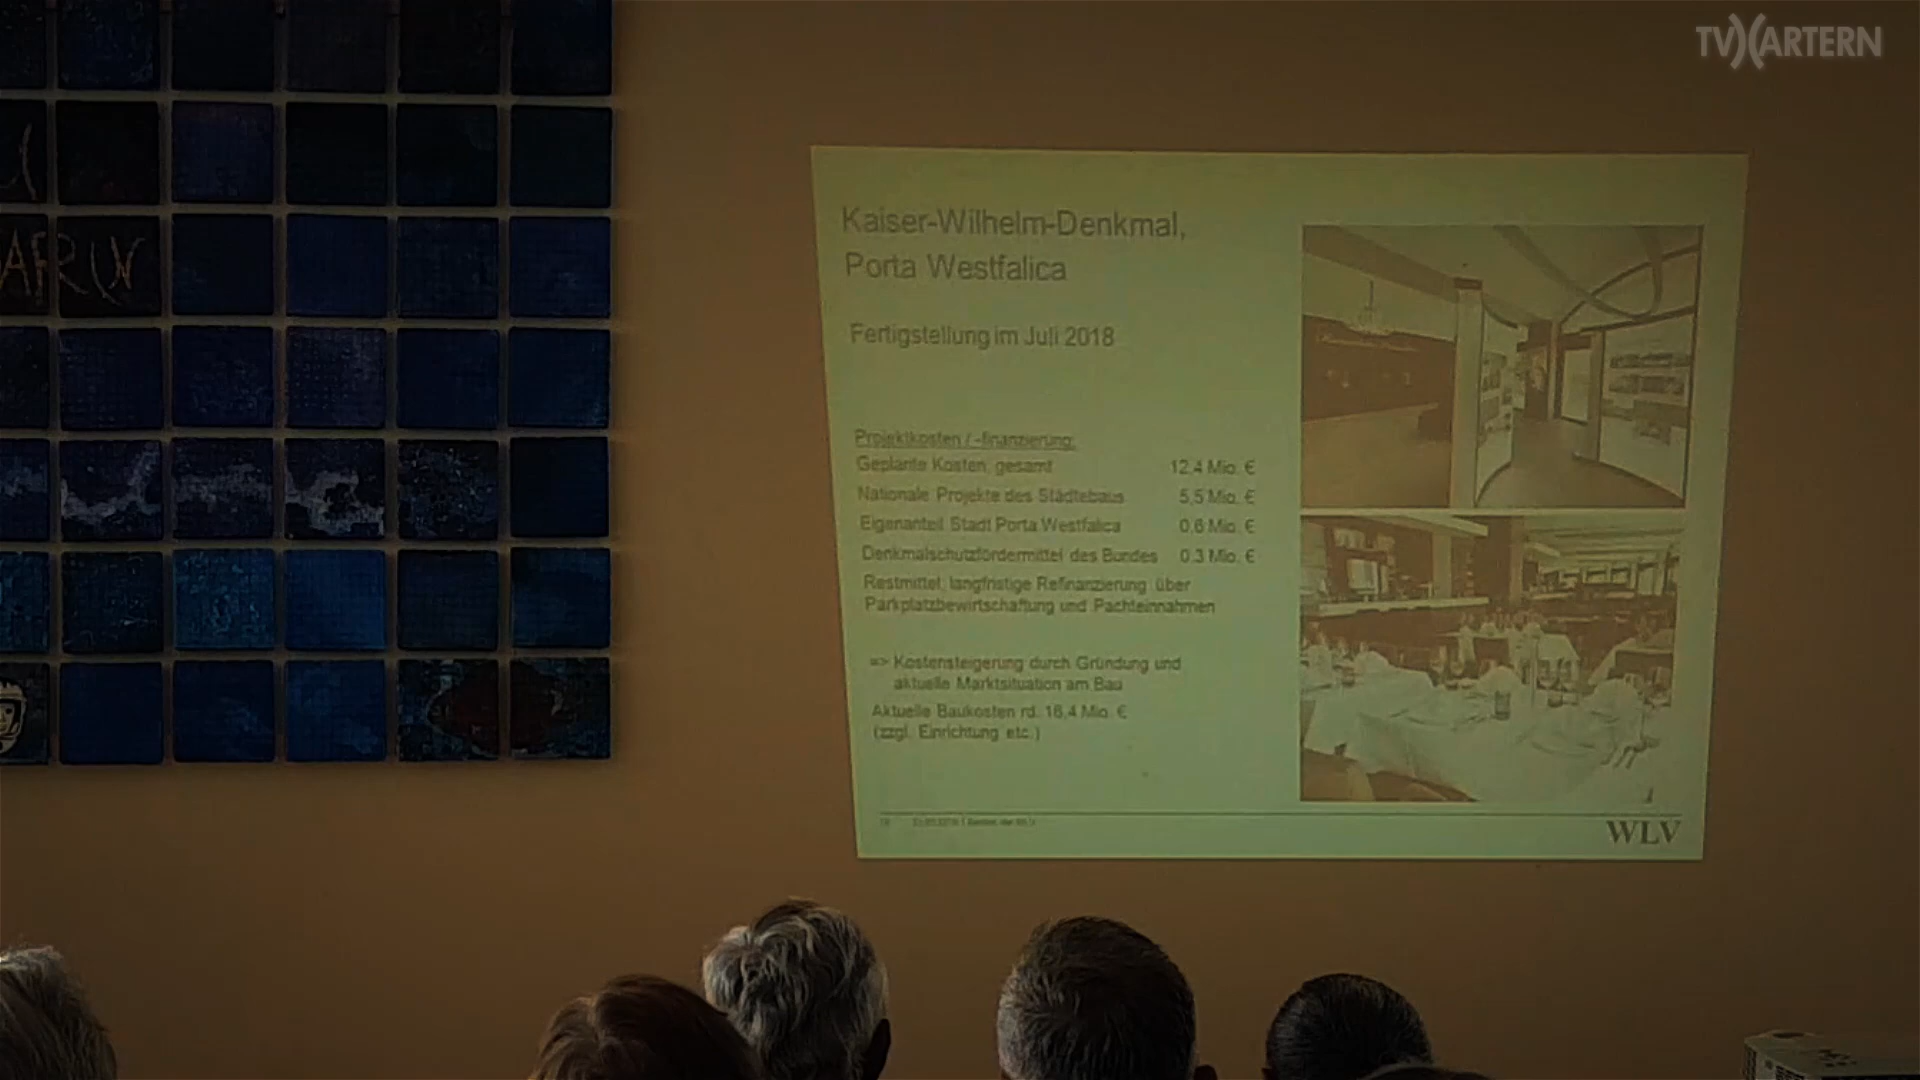 TV ARTERN
Kaiser-Wilhelm-Denkmal,
Porta Westfalica
Fertigstellung im Juli 2018
Projektkosten / -finanzierung:
Geplante Kosten, gesamt 12,4 Mio. €
Nationale Projekte des Städtebaus 5,5 Mio. €
Eigenanteil Stadt Porta Westfalica 0,6 Mio. €
Denkmalschutzfördermittel des Bundes 0,3 Mio. €
Restmittel, langfristige Refinanzierung über
Parkplatzbewirtschaftung und Pachteinnahmen
=> Kostensteigerung durch Gründung und
aktuelle Marktsituation am Bau
Aktuelle Baukosten rd. 16,4 Mio. €
(zzgl. Einrichtung etc.)
WLV